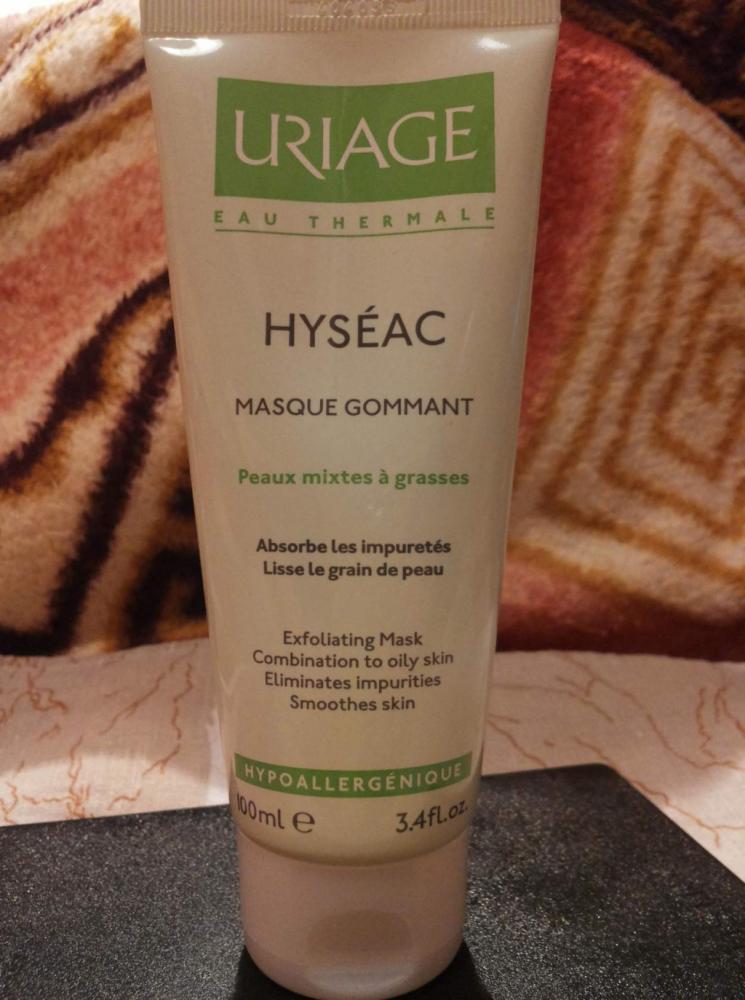 URIAGE
EAU THERMALE
HYSÉAC
MASQUE GOMMANT
Peaux mixtes à grasses
Absorbe les impuretés
Lisse le grain de peau
Exfoliating Mask
Combination to oily skin
Eliminates impurities
Smoothes skin
HYPOALLERGÉNIQUE
100ml e 3.4fl.oz.